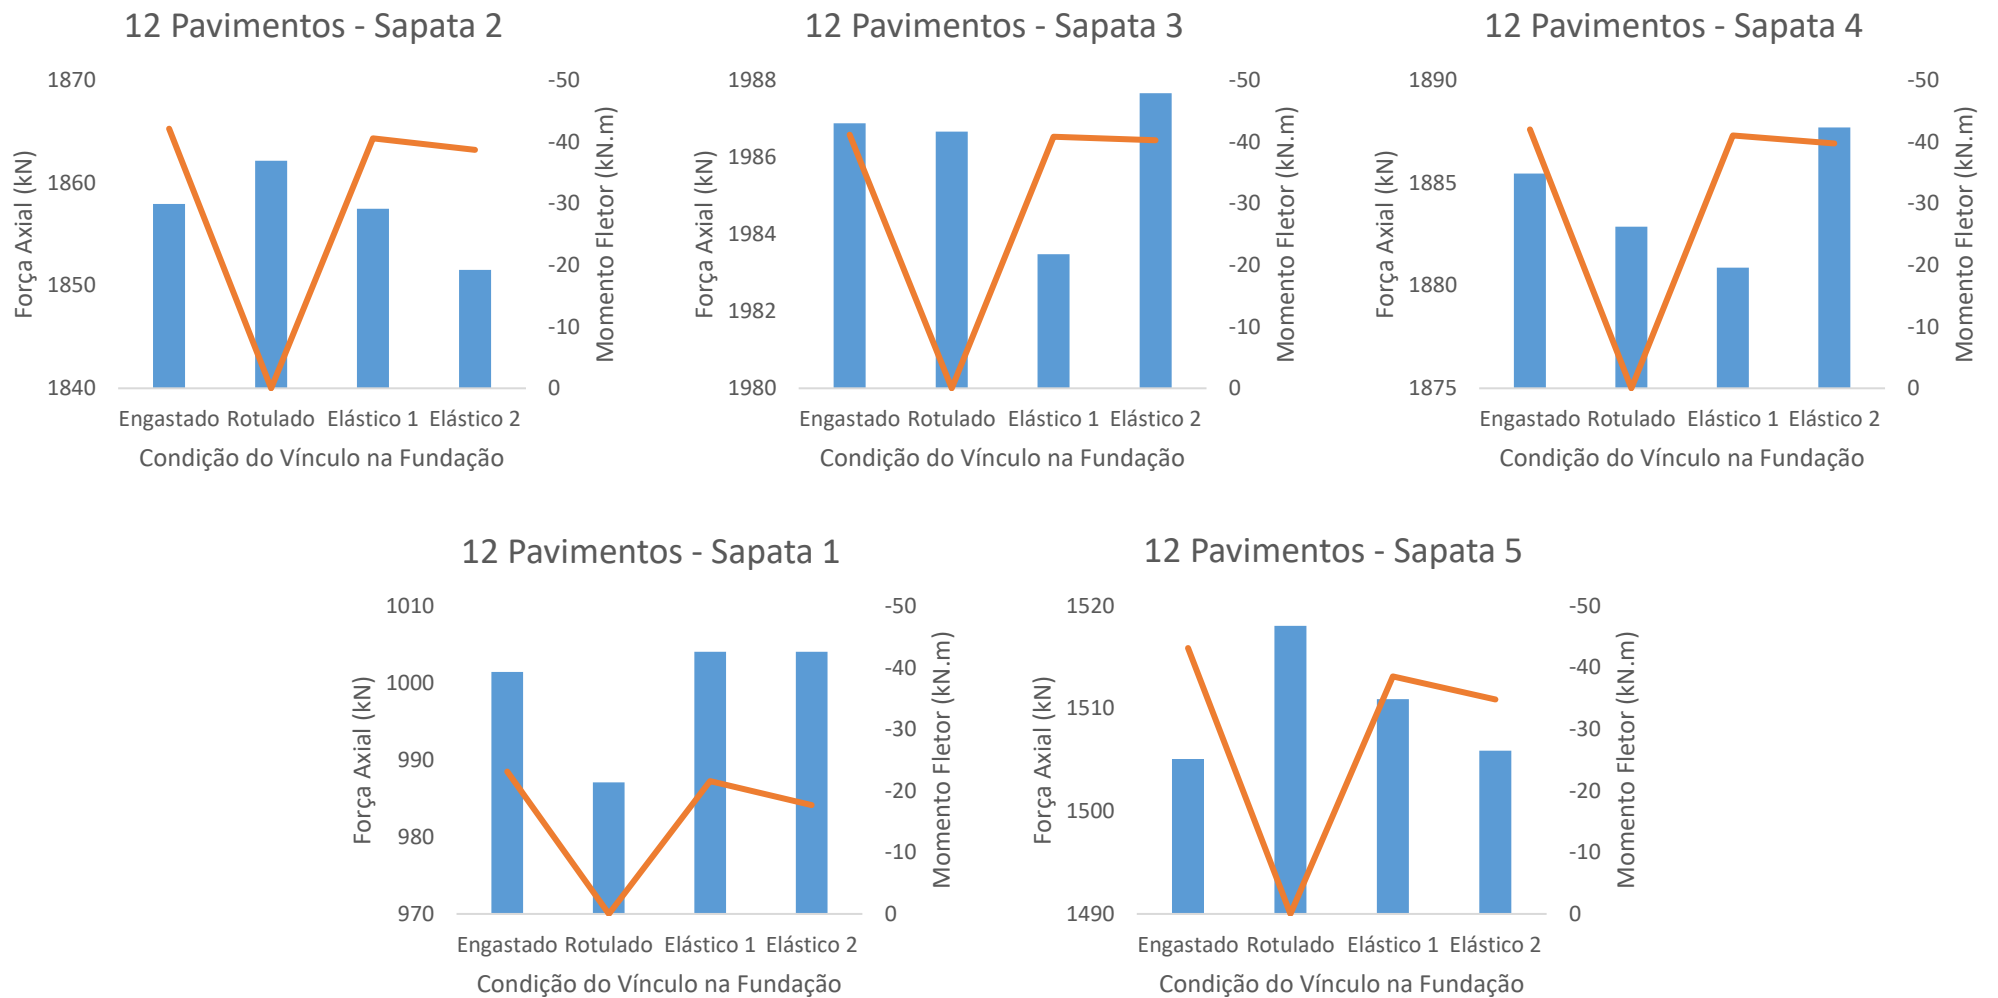 12 Pavimentos - Sapata 2
1870
1860
1850
1840
Força Axial (kN)
-50
-40
-30
-20
-10
0
Momento Fletor (kN.m)
Engastado Rotulado Elástico 1 Elástico 2
Condição do Vínculo na Fundação
12 Pavimentos - Sapata 3
1988
1986
1984
1982
1980
Força Axial (kN)
-50
-40
-30
-20
-10
0
Momento Fletor (kN.m)
Engastado Rotulado Elástico 1 Elástico 2
Condição do Vínculo na Fundação
12 Pavimentos - Sapata 4
1890
1885
1880
1875
Força Axial (kN)
-50
-40
-30
-20
-10
0
Momento Fletor (kN.m)
Engastado Rotulado Elástico 1 Elástico 2
Condição do Vínculo na Fundação
12 Pavimentos - Sapata 1
1010
1000
990
980
970
Força Axial (kN)
-50
-40
-30
-20
-10
0
Momento Fletor (kN.m)
Engastado Rotulado Elástico 1 Elástico 2
Condição do Vínculo na Fundação
12 Pavimentos - Sapata 5
1520
1510
1500
1490
Força Axial (kN)
-50
-40
-30
-20
-10
0
Momento Fletor (kN.m)
Engastado Rotulado Elástico 1 Elástico 2
Condição do Vínculo na Fundação